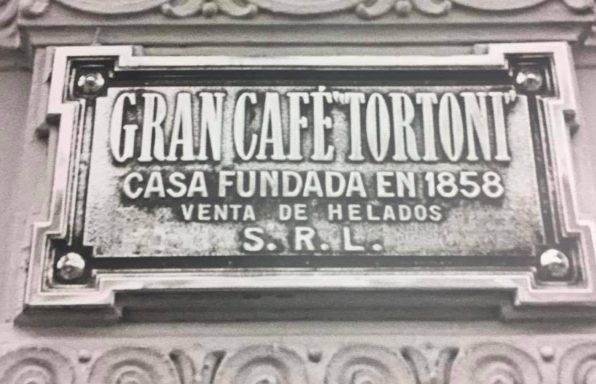 GRAN CAFÉ "TORTONI"
CASA FUNDADA EN 1858
VENTA DE HELADOS
S. R. L.